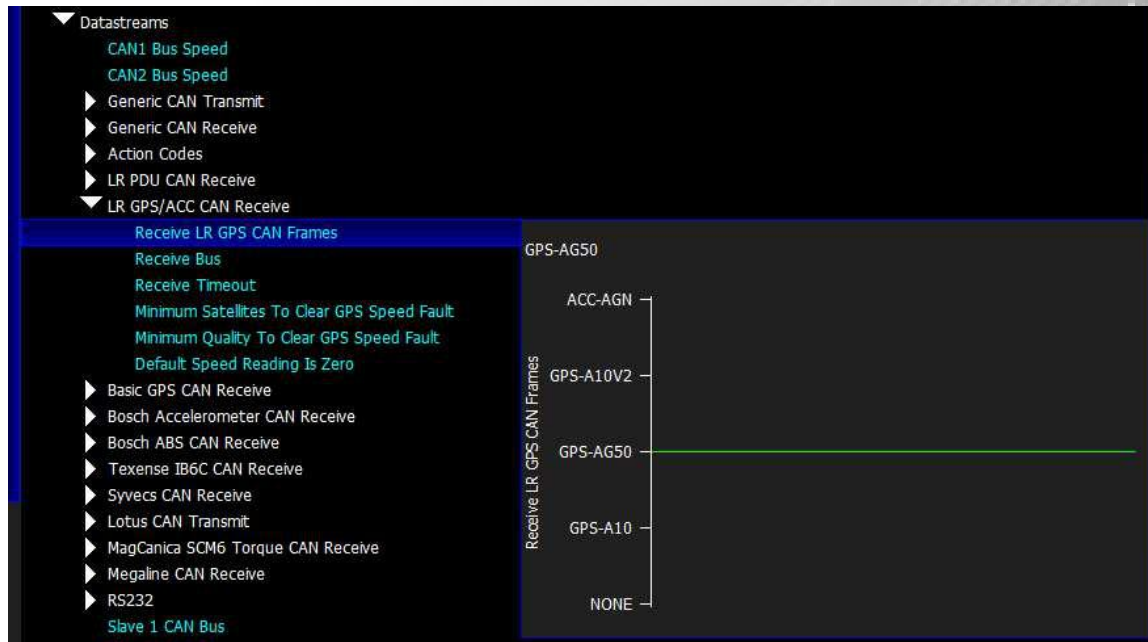 Datastreams
CAN1 Bus Speed
CAN2 Bus Speed
Generic CAN Transmit
Generic CAN Receive
Action Codes
LR PDU CAN Receive
LR GPS/ACC CAN Receive
Receive LR GPS CAN Frames
Receive Bus
Receive Timeout
Minimum Satellites To Clear GPS Speed Fault
Minimum Quality To Clear GPS Speed Fault
Default Speed Reading Is Zero
Basic GPS CAN Receive
Bosch Accelerometer CAN Receive
Bosch ABS CAN Receive
Texense IB6C CAN Receive
Syvecs CAN Receive
Lotus CAN Transmit
MagCanica SCM6 Torque CAN Receive
Megaline CAN Receive
RS232
Slave 1 CAN Bus
GPS-AG50
Receive LR GPS CAN Frames
ACC-AGN
GPS-A10V2
GPS-AG50
GPS-A10
NONE